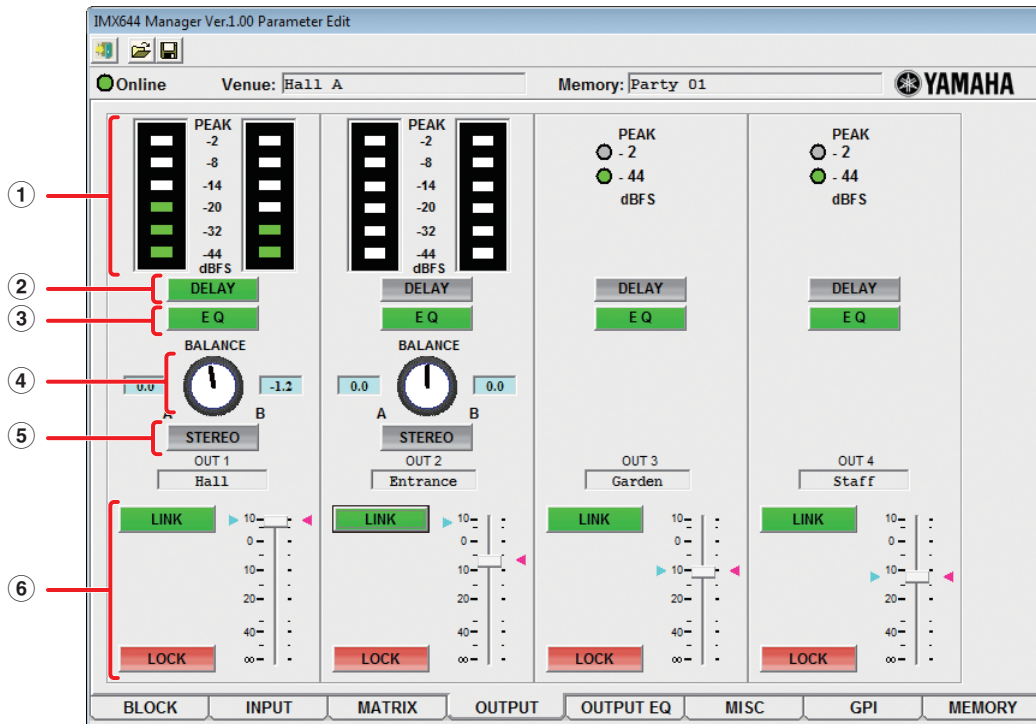 IMX644 Manager Ver.1.00 Parameter Edit
Online Venue: Hall A Memory: Party 01 YAMAHA
1
PEAK
-2
-8
-14
-20
-32
-44
dBFS
PEAK
-2
-8
-14
-20
-32
-44
dBFS
PEAK
- 2
- 44
dBFS
PEAK
- 2
- 44
dBFS
2 DELAY DELAY DELAY DELAY
3 EQ EQ EQ EQ
BALANCE BALANCE
4 0.0 -1.2 0.0 0.0
A B A B
5 STEREO STEREO
OUT 1 OUT 2 OUT 3 OUT 4
Hall Entrance Garden Staff
6
LINK
10
0
10
20
40
∞
LOCK
LINK
10
0
10
20
40
∞
LOCK
LINK
10
0
10
20
40
∞
LOCK
LINK
10
0
10
20
40
∞
LOCK
BLOCK INPUT MATRIX OUTPUT OUTPUT EQ MISC GPI MEMORY